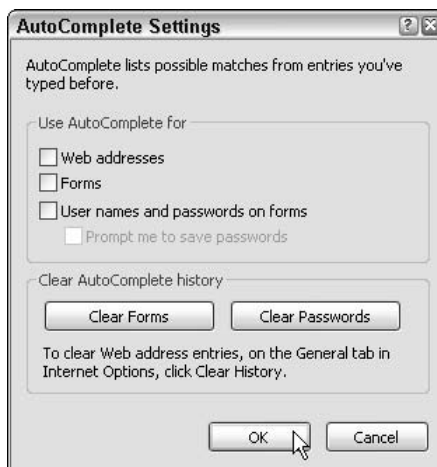 AutoComplete Settings
AutoComplete lists possible matches from entries you've
typed before.
Use AutoComplete for
Web addresses
Forms
User names and passwords on forms
Prompt me to save passwords
Clear AutoComplete history
Clear Forms
Clear Passwords
To clear Web address entries, on the General tab in
Internet Options, click Clear History.
OK
Cancel